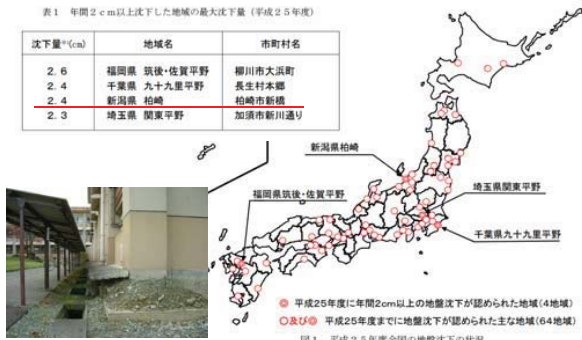 表1 年間2cm以上沈下した地域の最大沈下量(平成25年度)
沈下量*¹(cm) 地域名 市町村名
2.6 福岡県 筑後・佐賀平野 柳川市大浜町
2.4 千葉県 九十九里平野 長生村本郷
2.4 新潟県 柏崎 柏崎市新橋
2.3 埼玉県 関東平野 加須市新川通り
新潟県柏崎
福岡県筑後・佐賀平野
埼玉県関東平野
千葉県九十九里平野
◎ 平成25年度に年間2cm以上の地盤沈下が認められた地域(4地域)
○及び◎ 平成25年度までに地盤沈下が認められた主な地域(64地域)
図1 平成25年度全国の地盤沈下の状況